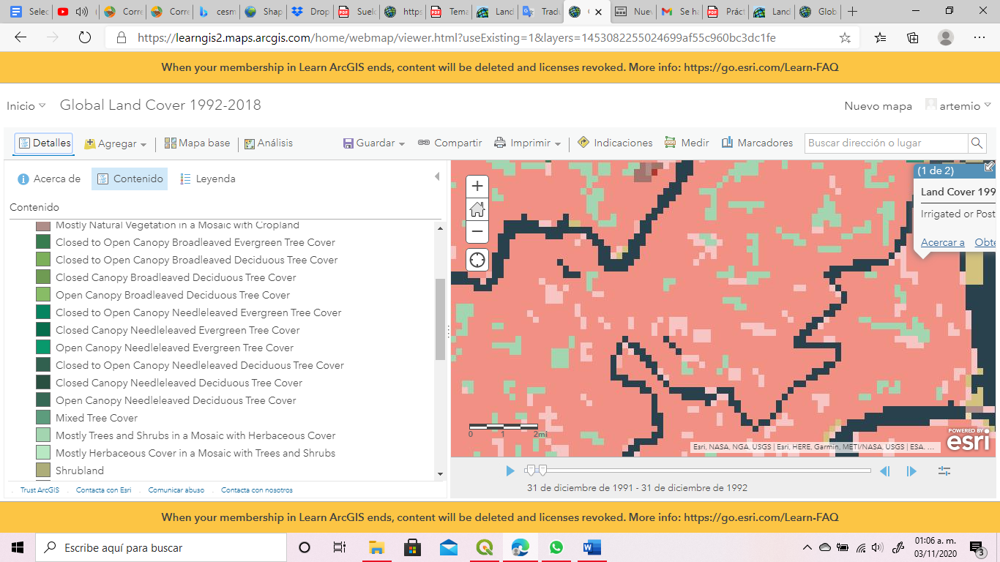 Selec
(
Corre
Corre
cesm
Shap
Drop
Suelo
https
Tema
Land
Tradu
Nuev
Se ha
Práct
Land
Glob
https://learngis2.maps.arcgis.com/home/webmap/viewer.html?useExisting=1&layers=1453082255024699af55c960bc3dc1fe
When your membership in Learn ArcGIS ends, content will be deleted and licenses revoked. More info: https://go.esri.com/Learn-FAQ
Inicio Global Land Cover 1992-2018 Nuevo mapa artemio
Detalles Agregar Mapa base Análisis Guardar Compartir Imprimir Indicaciones Medir Marcadores Buscar dirección o lugar
Acerca de Contenido Leyenda
Contenido
Mostly Natural Vegetation in a Mosaic with Cropland
Closed to Open Canopy Broadleaved Evergreen Tree Cover
Closed to Open Canopy Broadleaved Deciduous Tree Cover
Closed Canopy Broadleaved Deciduous Tree Cover
Open Canopy Broadleaved Deciduous Tree Cover
Closed to Open Canopy Needleleaved Evergreen Tree Cover
Closed Canopy Needleleaved Evergreen Tree Cover
Open Canopy Needleleaved Evergreen Tree Cover
Closed to Open Canopy Needleleaved Deciduous Tree Cover
Closed Canopy Needleleaved Deciduous Tree Cover
Open Canopy Needleleaved Deciduous Tree Cover
Mixed Tree Cover
Mostly Trees and Shrubs in a Mosaic with Herbaceous Cover
Mostly Herbaceous Cover in a Mosaic with Trees and Shrubs
Shrubland
Trust ArcGIS . Contacta con Esri . Comunicar abuso . Contacta con nosotros
(1 de 2)
Land Cover 199
Irrigated or Post
Acercar a Obte
0 1 2mi
Esri, NASA, NGA, USGS | Esri, HERE, Garmin, METI/NASA, USGS | ESA. ...
POWERED BY
esri
31 de diciembre de 1991 - 31 de diciembre de 1992
When your membership in Learn ArcGIS ends, content will be deleted and licenses revoked. More info: https://go.esri.com/Learn-FAQ
Escribe aquí para buscar
01:06 a. m.
03/11/2020
3